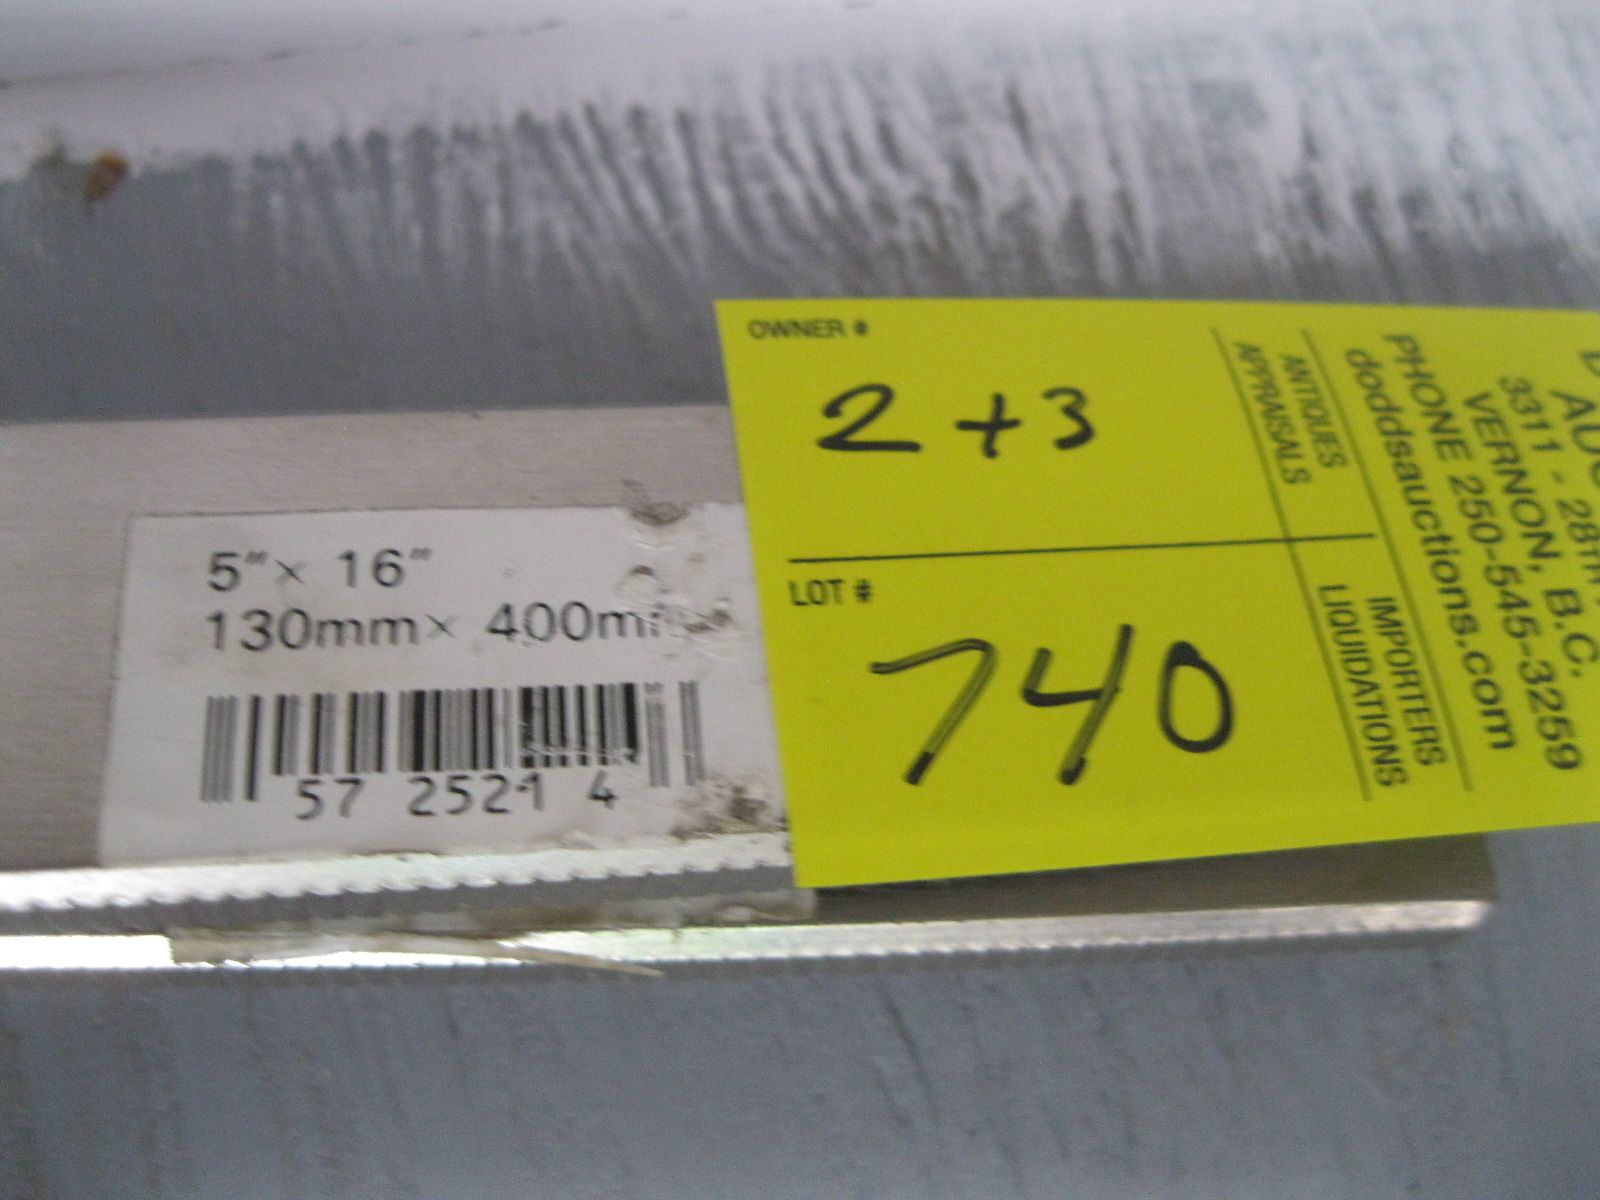 5" x 16"
130mm x 400m
57 2521 4
OWNER #
2 + 3
LOT #
740
ANTIQUES
APPRAISALS
IMPORTERS
LIQUIDATIONS
3311 - 28TH
VERNON, B.C.
PHONE 250-545-3259
doddsauctions.com